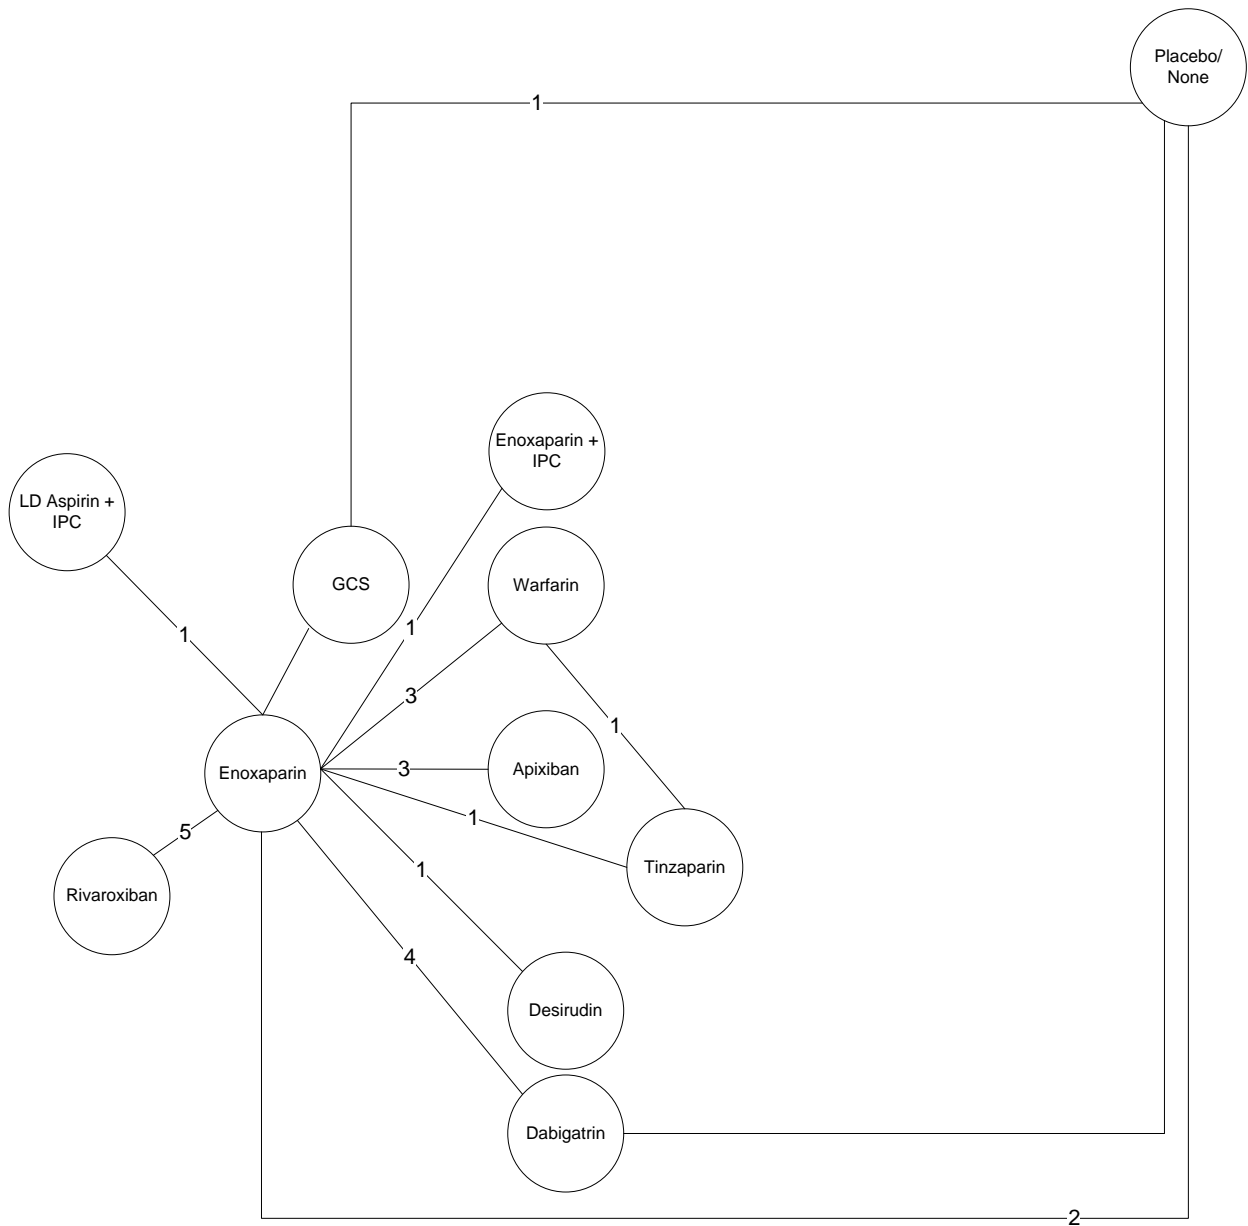 Placebo/
None
1
Enoxaparin +
IPC
LD Aspirin +
IPC
GCS
Warfarin
1
1
3
1
Enoxaparin
3
Apixiban
1
5
Tinzaparin
1
Rivaroxiban
4
Desirudin
Dabigatrin
2